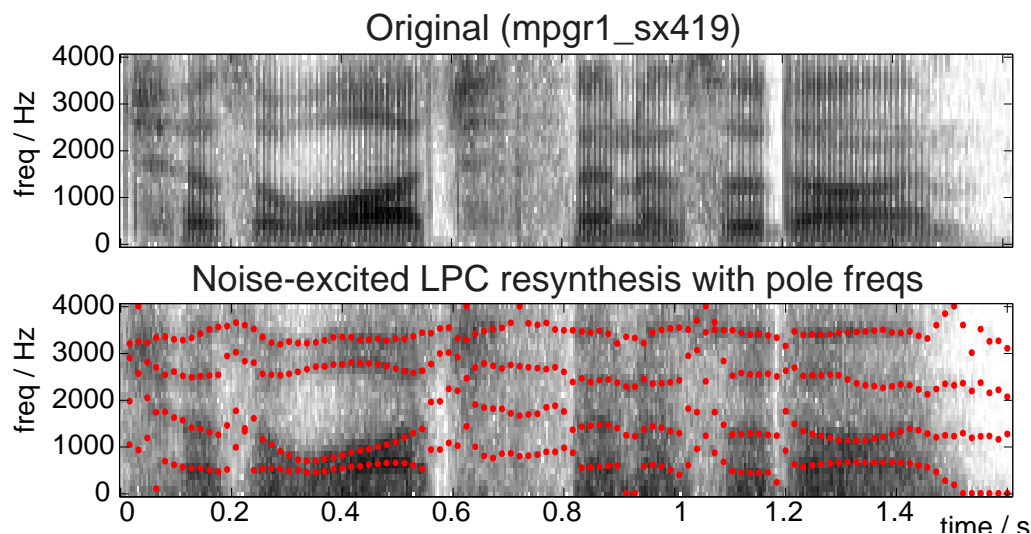 Original (mpgr1_sx419)
4000
3000
2000
1000
0
freq / Hz
Noise-excited LPC resynthesis with pole freqs
4000
3000
2000
1000
0
freq / Hz
0 0.2 0.4 0.6 0.8 1 1.2 1.4
time / s